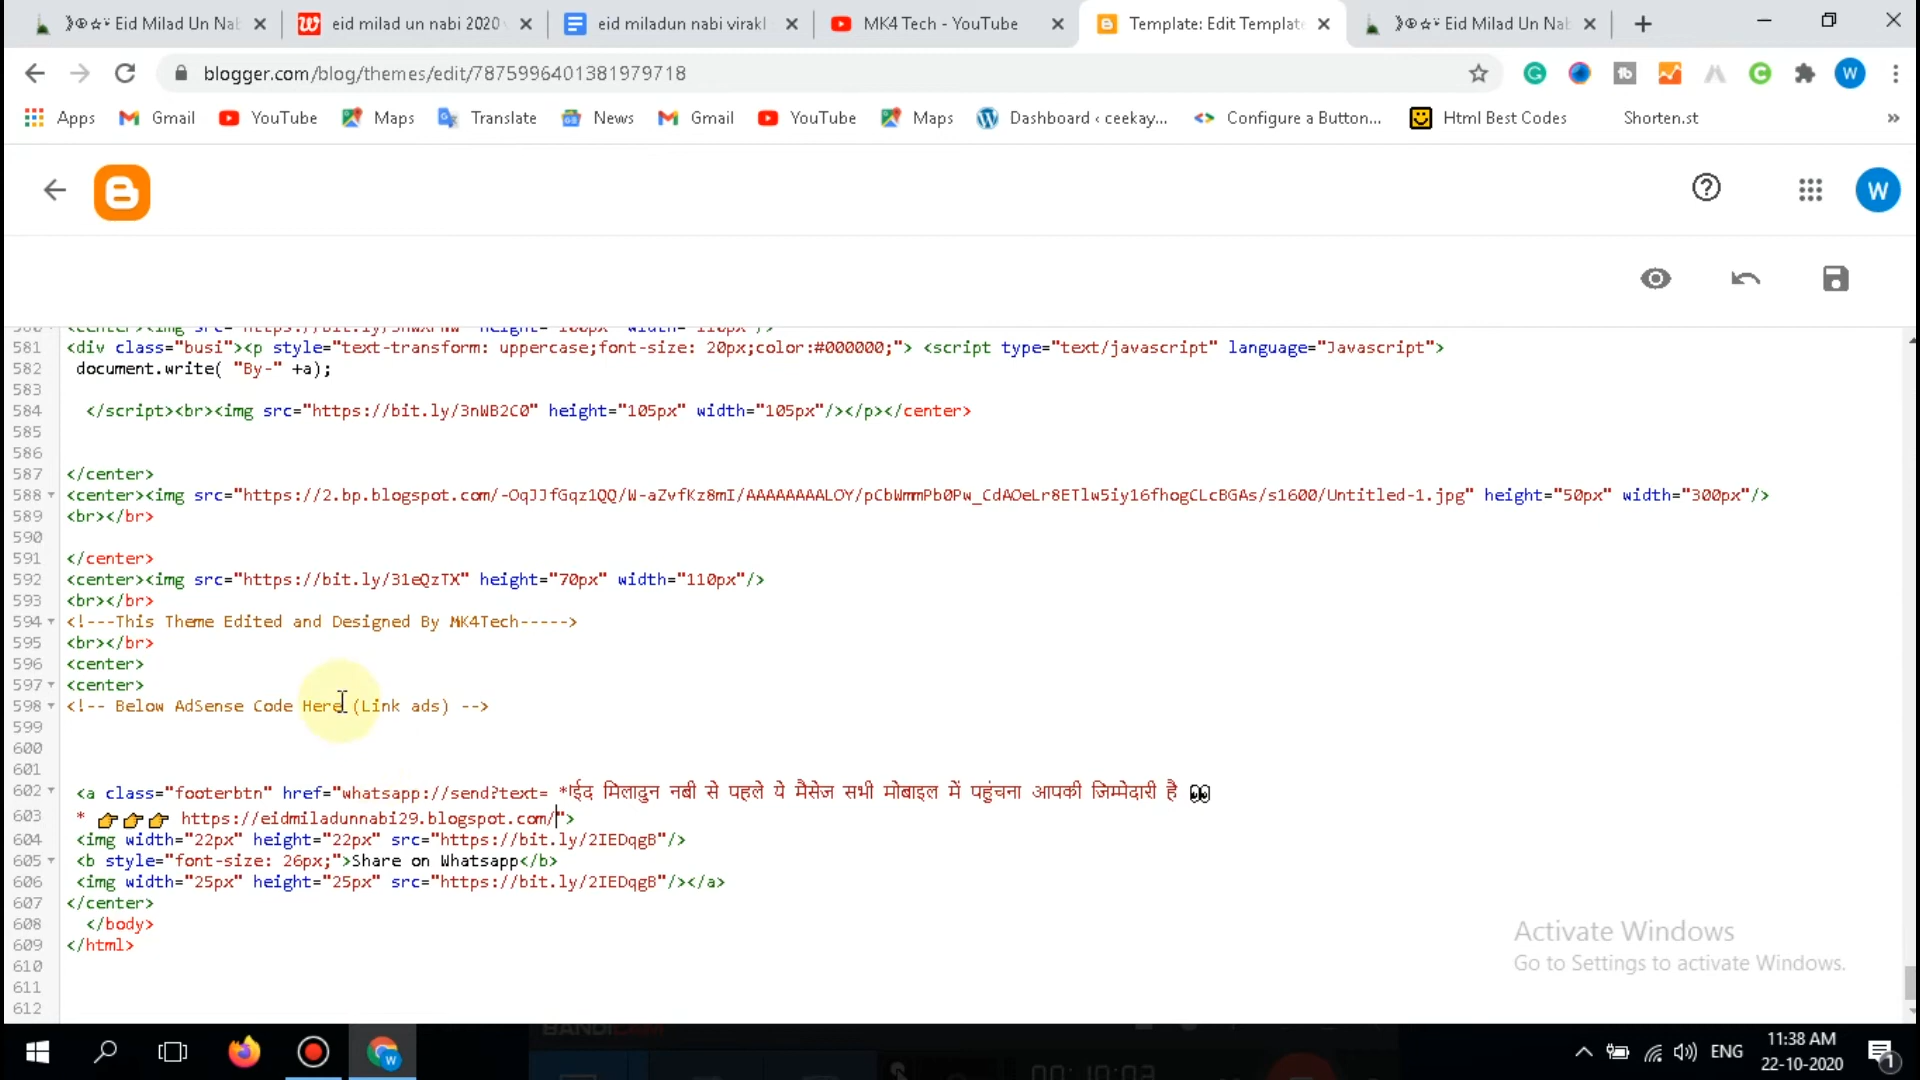 Eid Milad Un Nab
eid milad un nabi 2020
eid miladun nabi virakl
MK4 Tech - YouTube
Template: Edit Template
Eid Milad Un Nab
blogger.com/blog/themes/edit/7875996401381979718
W
Apps
Gmail
YouTube
Maps
Translate
News
Gmail
YouTube
Maps
Dashboard ‹ ceekay...
Configure a Button...
Html Best Codes
Shorten.st
»
W
581 <div class="busi"><p style="text-transform: uppercase;font-size: 20px;color:#000000;"> <script type="text/javascript" language="Javascript">
582 document.write( "By-" +a);
583
584 </script><br><img src="https://bit.ly/3nWB2C0" height="105px" width="105px"/></p></center>
585
586
587 </center>
588 <center><img src="https://2.bp.blogspot.com/-OqJJfGqz1QQ/W-aZvfKz8mI/AAAAAAAALOY/pCbWmmPb0Pw_CdAOeLr8ETlw5iy16fhogCLcBGAs/s1600/Untitled-1.jpg" height="50px" width="300px"/>
589 <br></br>
590
591 </center>
592 <center><img src="https://bit.ly/31eQzTX" height="70px" width="110px"/>
593 <br></br>
594 <!---This Theme Edited and Designed By MK4Tech----->
595 <br></br>
596 <center>
597 <center>
598 <!-- Below AdSense Code Here (Link ads) -->
599
600
601
602 <a class="footerbtn" href="whatsapp://send?text= *ईद मिलादुन नबी से पहले ये मैसेज सभी मोबाइल में पहुंचना आपकी जिम्मेदारी है 👀
603 * 👉👉👉 https://eidmiladunnabi29.blogspot.com/">
604 <img width="22px" height="22px" src="https://bit.ly/2IEDqgB"/>
605 <b style="font-size: 26px;">Share on Whatsapp</b>
606 <img width="25px" height="25px" src="https://bit.ly/2IEDqgB"/></a>
607 </center>
608 </body>
609 </html>
610
611
612
Activate Windows
Go to Settings to activate Windows.
BANDICAM
00:10:03
ENG
11:38 AM
22-10-2020
1